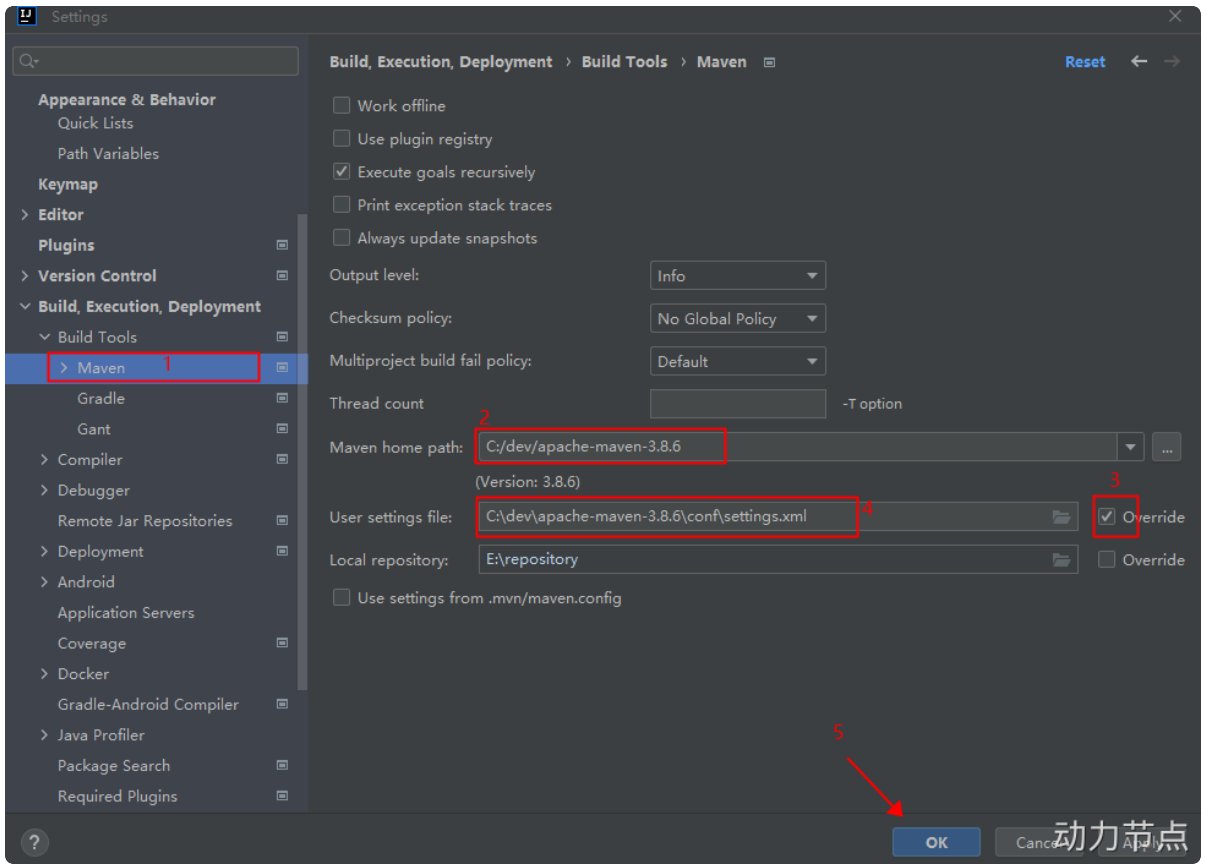 IJ Settings
Build, Execution, Deployment › Build Tools › Maven Reset
Appearance & Behavior
Quick Lists
Path Variables
Keymap
Editor
Plugins
Version Control
Build, Execution, Deployment
Build Tools
Maven 1
Gradle
Gant
Compiler
Debugger
Remote Jar Repositories
Deployment
Android
Application Servers
Coverage
Docker
Gradle-Android Compiler
Java Profiler
Package Search
Required Plugins
Work offline
Use plugin registry
Execute goals recursively
Print exception stack traces
Always update snapshots
Output level: Info
Checksum policy: No Global Policy
Multiproject build fail policy: Default
Thread count -T option
2
Maven home path: C:/dev/apache-maven-3.8.6 ...
(Version: 3.8.6)
3
User settings file: C:\dev\apache-maven-3.8.6\conf\settings.xml 4 Override
Local repository: E:\repository Override
Use settings from .mvn/maven.config
5
? OK Cancel Apply
动力节点